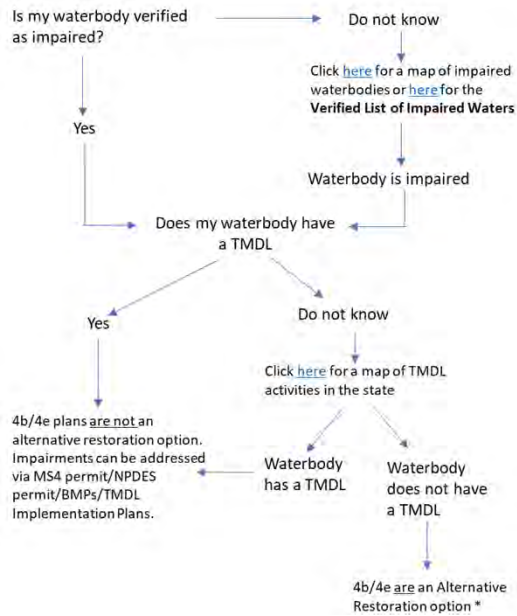 Is my waterbody verified
as impaired?
Do not know
Click here for a map of impaired
waterbodies or here for the
Verified List of Impaired Waters
Yes
Waterbody is impaired
Does my waterbody have
a TMDL
Yes
Do not know
Click here for a map of TMDL
activities in the state
4b/4e plans are not an
alternative restoration option.
Impairments can be addressed
via MS4 permit/NPDES
permit/BMPs/TMDL
Implementation Plans.
Waterbody
has a TMDL
Waterbody
does not have
a TMDL
4b/4e are an Alternative
Restoration option *